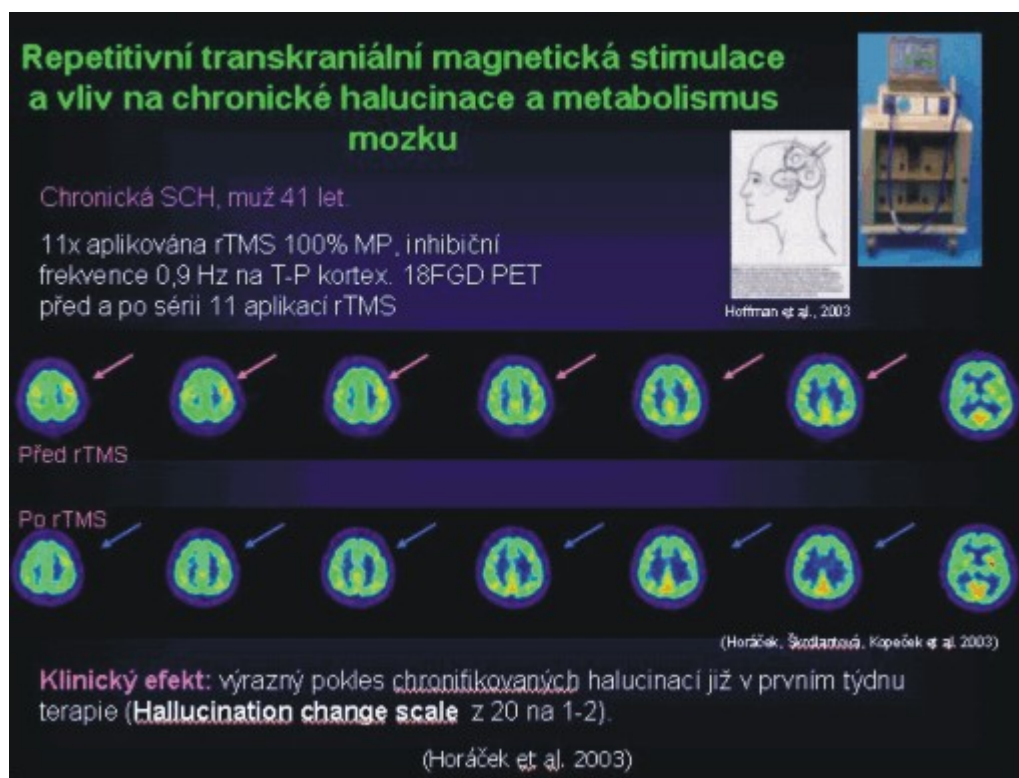 Repetitivní transkraniální magnetická stimulace
a vliv na chronické halucinace a metabolismus
mozku
Chronická SCH, muž 41 let.
11x aplikována rTMS 100% MP, inhibiční
frekvence 0,9 Hz na T-P kortex. 18FGD PET
před a po sérii 11 aplikací rTMS
Hoffman et al., 2003
Před rTMS
Po rTMS
(Horáček, Kopeček et al. 2003)
Klinický efekt: výrazný pokles chronifikovaných halucinací již v prvním týdnu
terapie (Hallucination change scale z 20 na 1-2).
(Horáček et al. 2003)